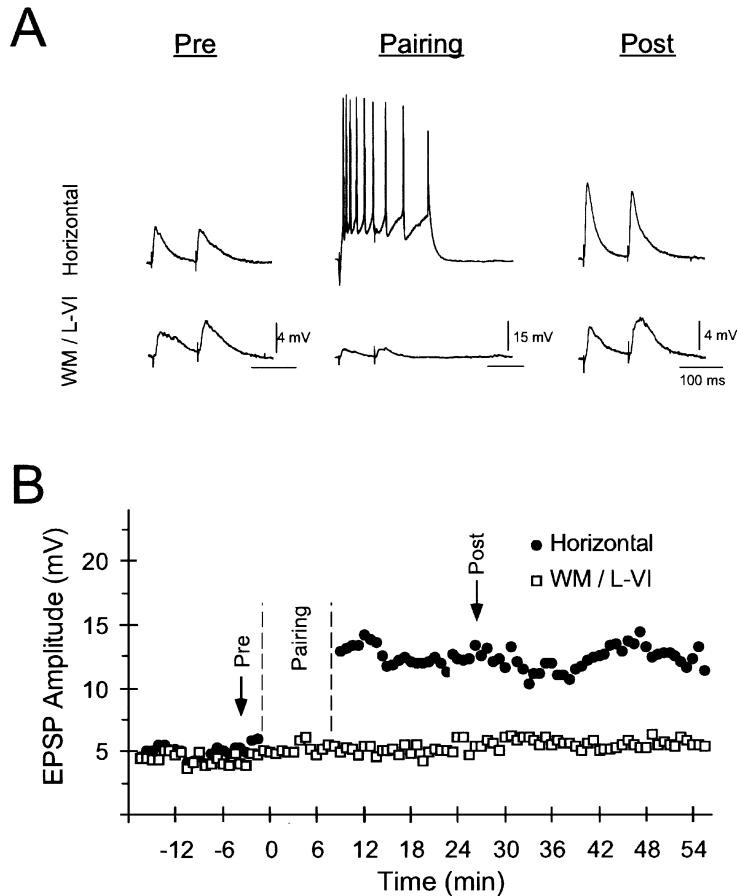 A
Pre
Pairing
Post
Horizontal
WM / L-VI
4 mV
15 mV
4 mV
100 ms
B
EPSP Amplitude (mV)
20
15
10
5
Pre
Pairing
Post
Horizontal
WM / L-VI
-12 -6 0 6 12 18 24 30 36 42 48 54
Time (min)